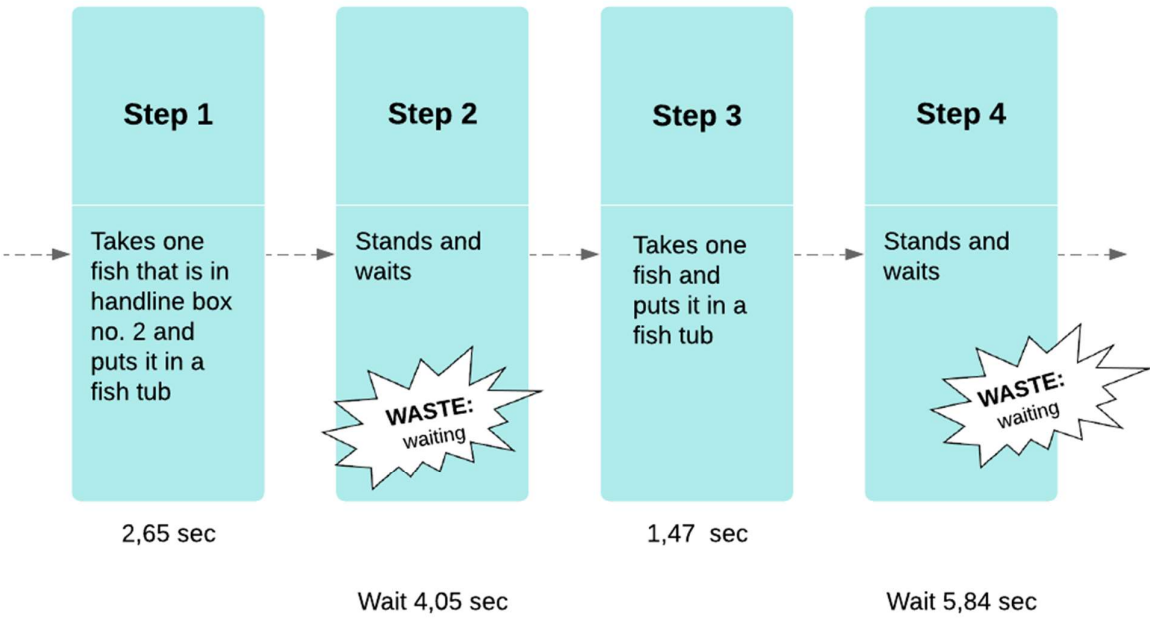 Step 1
Takes one
fish that is in
handline box
no. 2 and
puts it in a
fish tub
2,65 sec
Step 2
Stands and
waits
WASTE:
waiting
Wait 4,05 sec
Step 3
Takes one
fish and
puts it in a
fish tub
1,47 sec
Step 4
Stands and
waits
WASTE:
waiting
Wait 5,84 sec